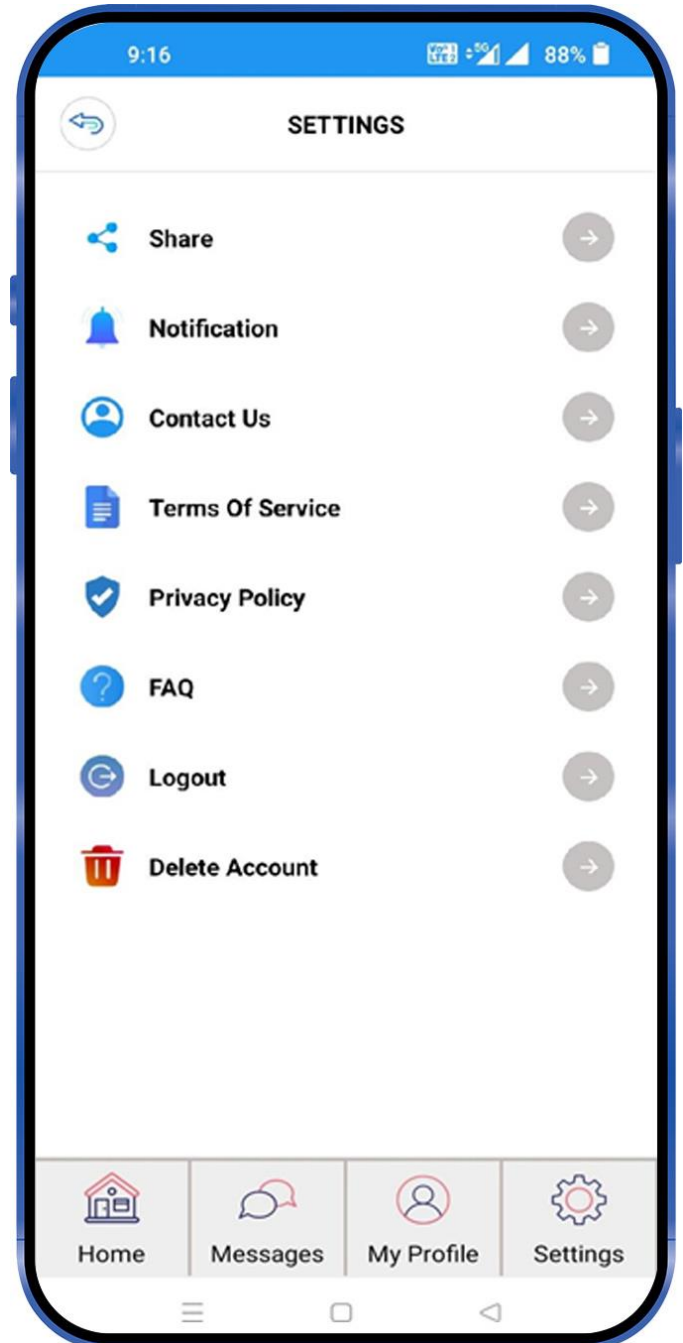 9:16
5G
88%
SETTINGS
Share
Notification
Contact Us
Terms Of Service
Privacy Policy
FAQ
Logout
Delete Account
Home
Messages
My Profile
Settings